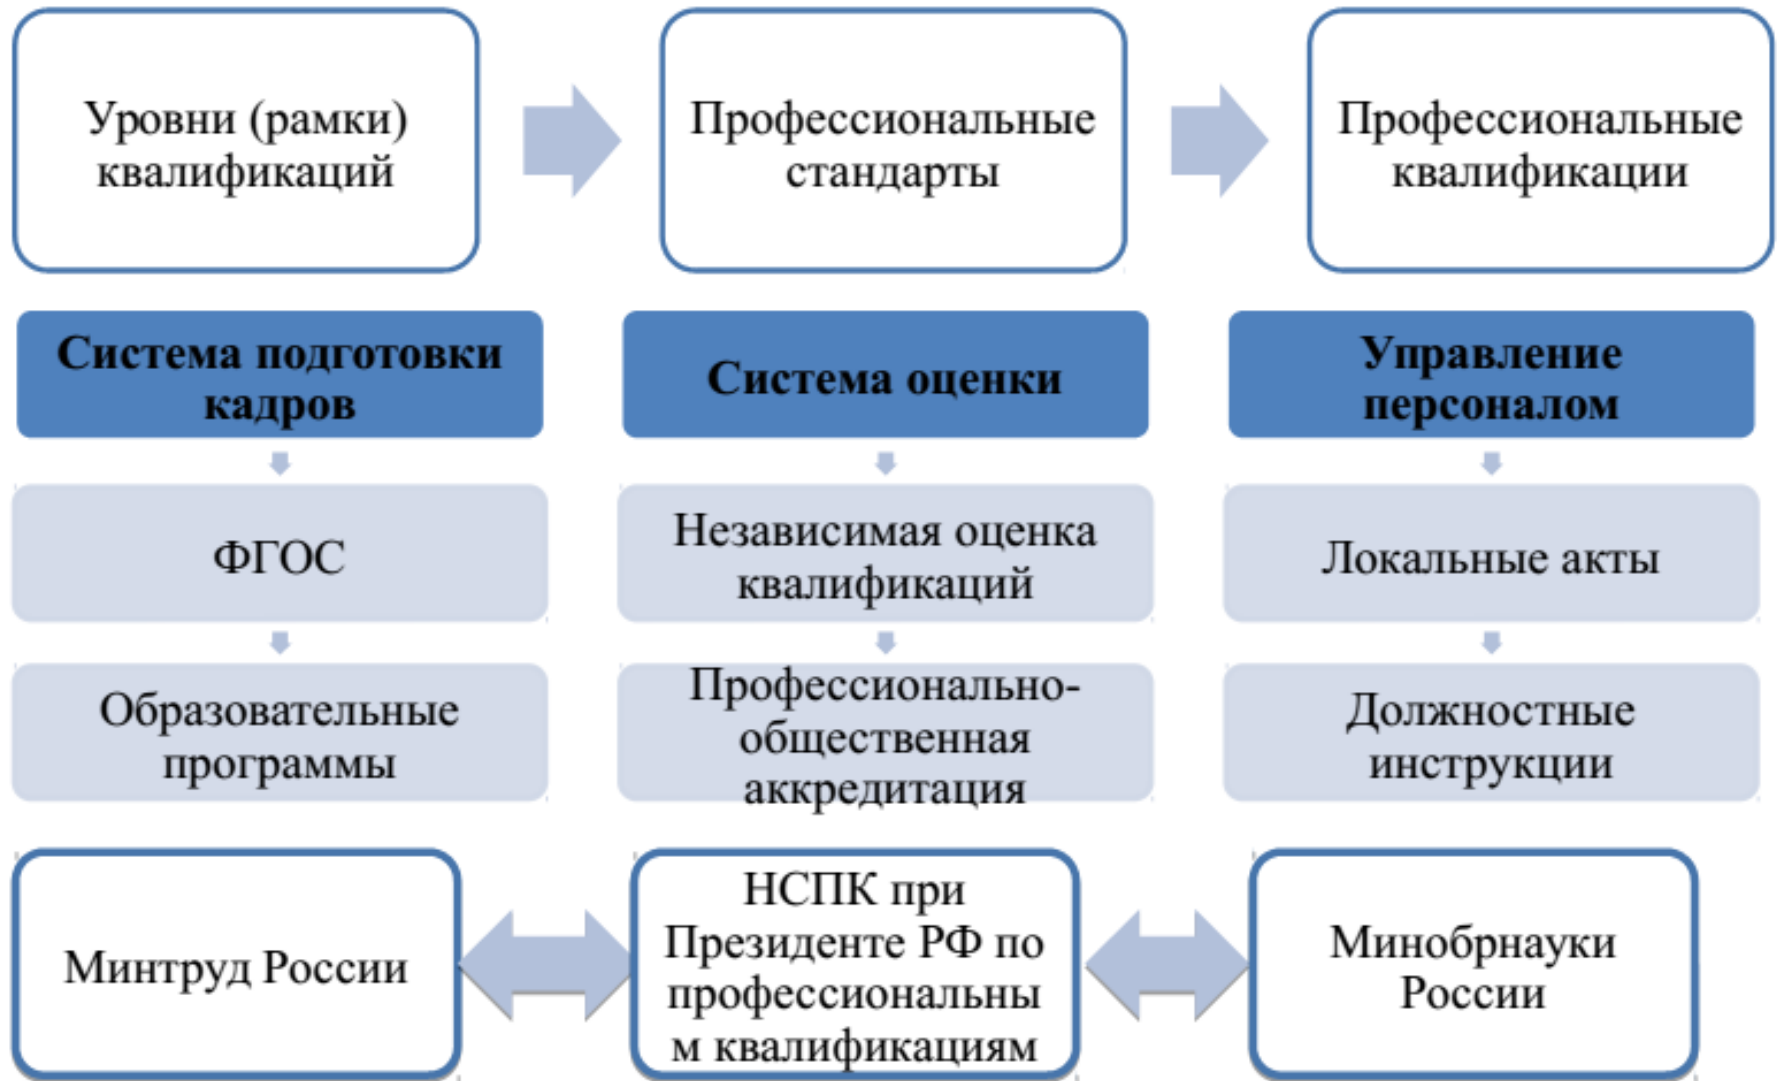 Уровни (рамки)
квалификаций
Профессиональные
стандарты
Профессиональные
квалификации
Система подготовки
кадров
Система оценки
Управление
персоналом
ФГОС
Независимая оценка
квалификаций
Локальные акты
Образовательные
программы
Профессионально-
общественная
аккредитация
Должностные
инструкции
Минтруд России
НСПК при
Президенте РФ по
профессиональны
м квалификациям
Минобрнауки
России